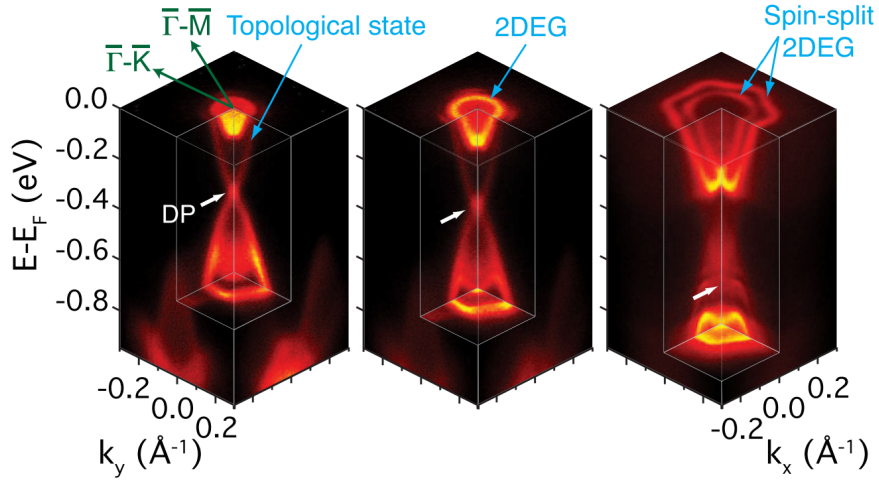 Γ̅-M̅
Γ̅-K̅
Topological state
2DEG
Spin-split
2DEG
0.0
-0.2
-0.4
-0.6
-0.8
E-E_F (eV)
DP
-0.2
0.0
0.2
k_y (Å⁻¹)
0.2
0.0
-0.2
k_x (Å⁻¹)